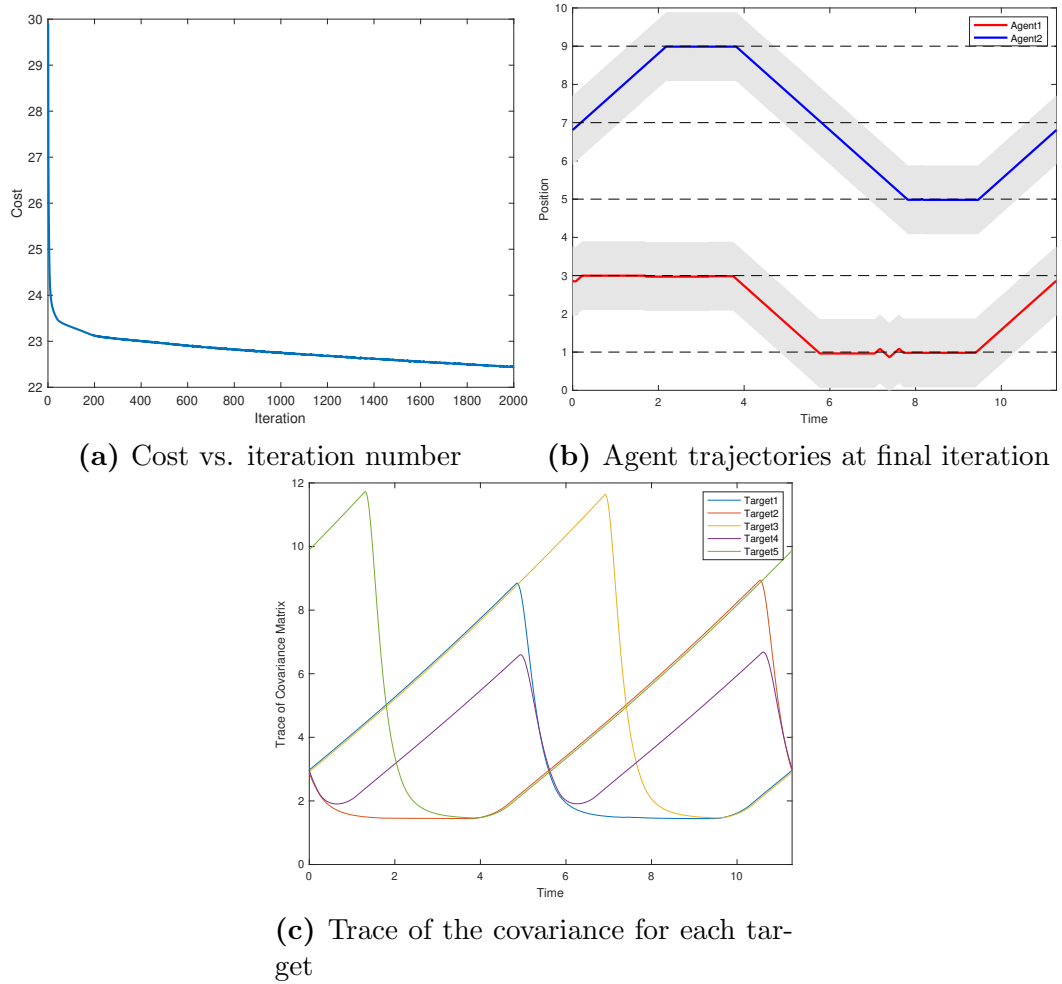 30
29
28
27
26
25
24
23
22
Cost
0 200 400 600 800 1000 1200 1400 1600 1800 2000
Iteration
(a) Cost vs. iteration number
10
9
8
7
6
5
4
3
2
1
0
Position
Agent1
Agent2
0 2 4 6 8 10
Time
(b) Agent trajectories at final iteration
12
10
8
6
4
2
0
Trace of Covariance Matrix
Target1
Target2
Target3
Target4
Target5
0 2 4 6 8 10
Time
(c) Trace of the covariance for each tar-
get